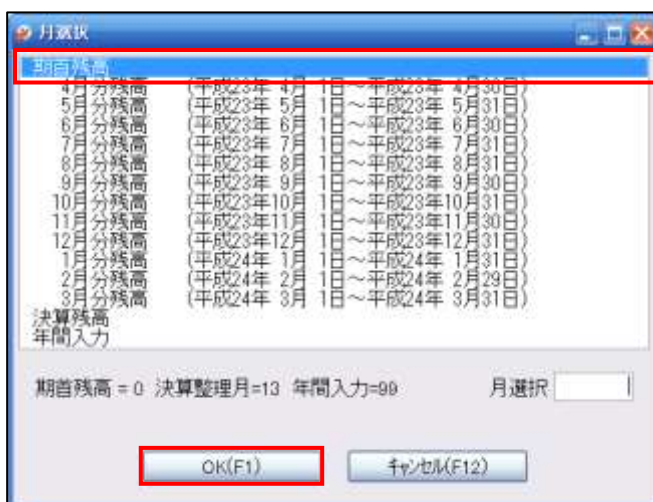 月選択
期首残高
4月分残高 (平成23年 4月 1日～平成23年 4月30日)
5月分残高 (平成23年 5月 1日～平成23年 5月31日)
6月分残高 (平成23年 6月 1日～平成23年 6月30日)
7月分残高 (平成23年 7月 1日～平成23年 7月31日)
8月分残高 (平成23年 8月 1日～平成23年 8月31日)
9月分残高 (平成23年 9月 1日～平成23年 9月30日)
10月分残高 (平成23年10月 1日～平成23年10月31日)
11月分残高 (平成23年11月 1日～平成23年11月30日)
12月分残高 (平成23年12月 1日～平成23年12月31日)
1月分残高 (平成24年 1月 1日～平成24年 1月31日)
2月分残高 (平成24年 2月 1日～平成24年 2月29日)
3月分残高 (平成24年 3月 1日～平成24年 3月31日)
決算残高
年間入力
期首残高 = 0 決算整理月=13 年間入力=99 月選択
OK(F1) ｷｬﾝｾﾙ(F12)